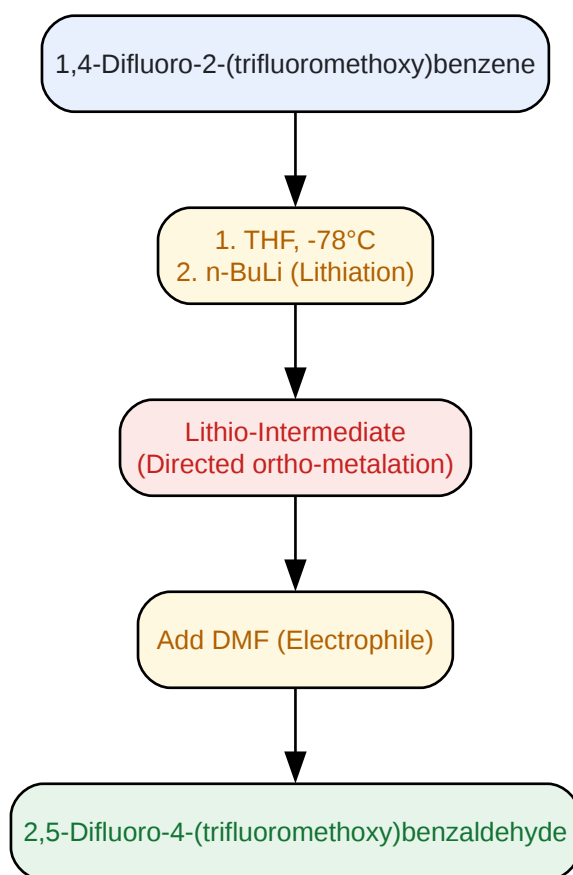 1,4-Difluoro-2-(trifluoromethoxy)benzene
1. THF, -78°C
2. n-BuLi (Lithiation)
Lithio-Intermediate
(Directed ortho-metalation)
Add DMF (Electrophile)
2,5-Difluoro-4-(trifluoromethoxy)benzaldehyde